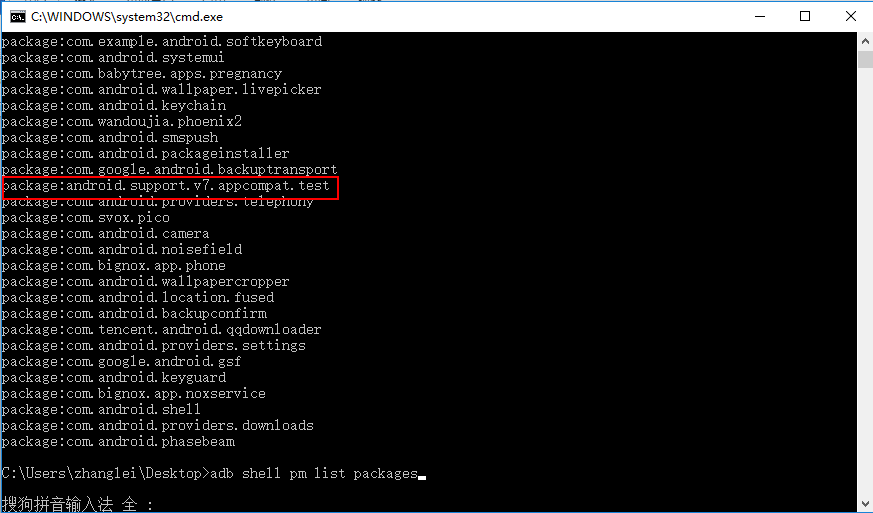 C:\WINDOWS\system32\cmd.exe
package:com.example.android.softkeyboard
package:com.android.systemui
package:com.babytree.apps.pregnancy
package:com.android.wallpaper.livepicker
package:com.android.keychain
package:com.wandoujia.phoenix2
package:com.android.smspush
package:com.android.packageinstaller
package:com.google.android.backuptransport
package:android.support.v7.appcompat.test
package:com.android.providers.telephony
package:com.svox.pico
package:com.android.camera
package:com.android.noisefield
package:com.bignox.app.phone
package:com.android.wallpapercropper
package:com.android.location.fused
package:com.android.backupconfirm
package:com.tencent.android.qqdownloader
package:com.android.providers.settings
package:com.google.android.gsf
package:com.android.keyguard
package:com.bignox.app.noxservice
package:com.android.shell
package:com.android.providers.downloads
package:com.android.phasebeam
C:\Users\zhanglei\Desktop>adb shell pm list packages
搜狗拼音输入法 全 :